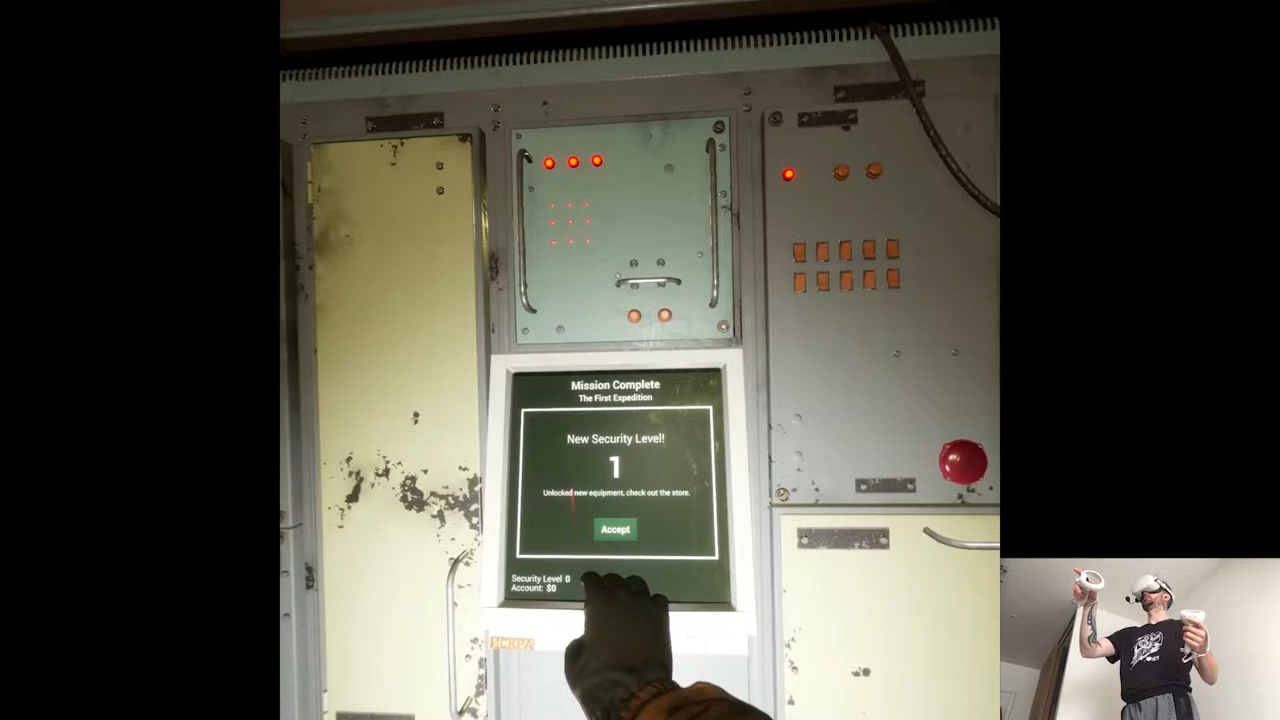 Mission Complete
The First Expedition
New Security Level!
1
Unlocked new equipment, check out the store.
Accept
Security Level 0
Account: $0
ИСКРА